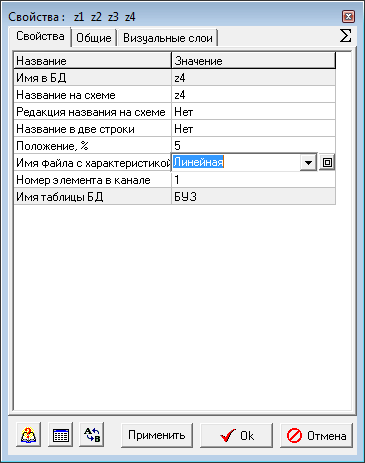 Свойства : z1 z2 z3 z4
Свойства Общие Визуальные слои Σ
Название Значение
Имя в БД z4
Название на схеме z4
Редакция названия на схеме Нет
Название в две строки Нет
Положение, % 5
Имя Файла с характеристикой Линейная
Номер элемента в канале 1
Имя таблицы БД БУЗ
A B Применить Ok Отмена